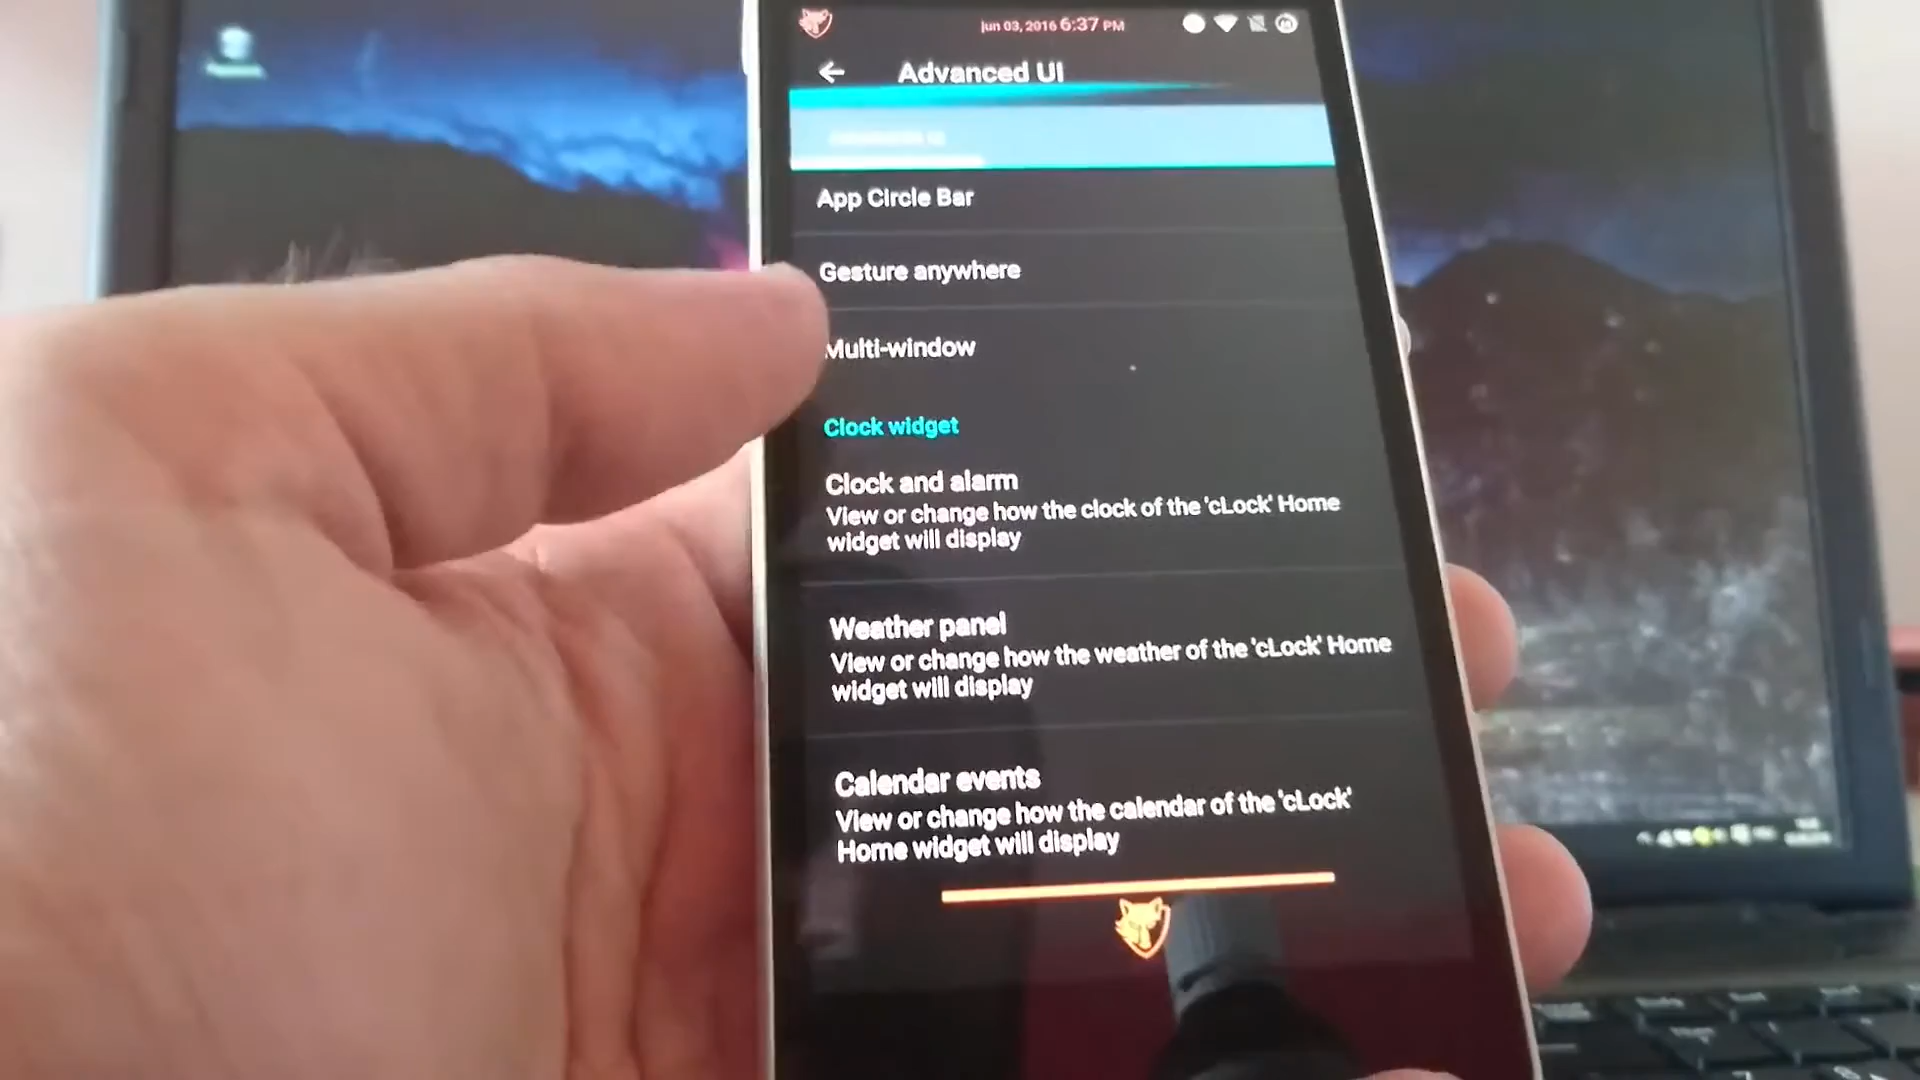 Jun 03, 2016 6:37 PM
Advanced UI
App Circle Bar
Gesture anywhere
Multi-window
Clock widget
Clock and alarm
View or change how the clock of the 'cLock' Home
widget will display
Weather panel
View or change how the weather of the 'cLock' Home
widget will display
Calendar events
View or change how the calendar of the 'cLock'
Home widget will display